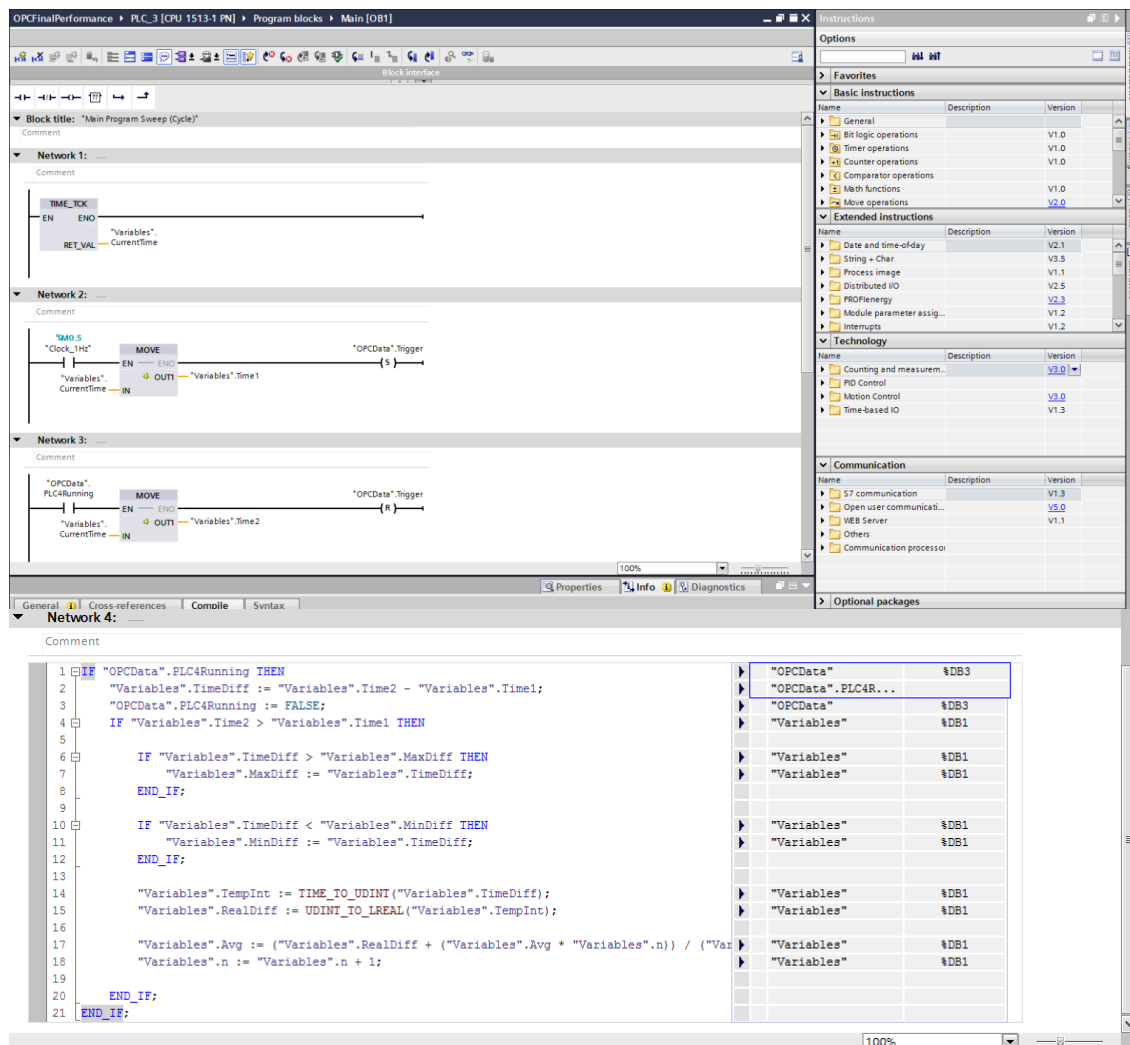 OPCFinalPerformance ▸ PLC_3 [CPU 1513-1 PN] ▸ Program blocks ▸ Main [OB1]
Block interface
Block title: "Main Program Sweep (Cycle)"
Comment
Network 1: .....
Comment
TIME_TCK
EN ENO
"Variables".
RET_VAL CurrentTime
Network 2: .....
Comment
%M0.5
"Clock_1Hz" MOVE "OPCData".Trigger
EN ENO ( S )
"Variables". OUT1 "Variables".Time1
CurrentTime IN
Network 3: .....
Comment
"OPCData".
PLC4Running MOVE "OPCData".Trigger
EN ENO ( R )
"Variables". OUT1 "Variables".Time2
CurrentTime IN
100%
Properties Info Diagnostics
General Cross-references Compile Syntax
Instructions
Options
Favorites
Basic instructions
Name Description Version
General
Bit logic operations V1.0
Timer operations V1.0
Counter operations V1.0
Comparator operations
Math functions V1.0
Move operations V2.0
Extended instructions
Name Description Version
Date and time-of-day V2.1
String + Char V3.5
Process image V1.1
Distributed I/O V2.5
PROFIenergy V2.3
Module parameter assig... V1.2
Interrupts V1.2
Technology
Name Description Version
Counting and measurem... V3.0
PID Control
Motion Control V3.0
Time-based IO V1.3
Communication
Name Description Version
S7 communication V1.3
Open user communicati... V5.0
WEB Server V1.1
Others
Communication processor
Optional packages
Network 4: .....
Comment
1 IF "OPCData".PLC4Running THEN "OPCData" %DB3
2 "Variables".TimeDiff := "Variables".Time2 - "Variables".Time1; "OPCData".PLC4R...
3 "OPCData".PLC4Running := FALSE; "OPCData" %DB3
4 IF "Variables".Time2 > "Variables".Time1 THEN "Variables" %DB1
5
6 IF "Variables".TimeDiff > "Variables".MaxDiff THEN "Variables" %DB1
7 "Variables".MaxDiff := "Variables".TimeDiff; "Variables" %DB1
8 END_IF;
9
10 IF "Variables".TimeDiff < "Variables".MinDiff THEN "Variables" %DB1
11 "Variables".MinDiff := "Variables".TimeDiff; "Variables" %DB1
12 END_IF;
13
14 "Variables".TempInt := TIME_TO_UDINT("Variables".TimeDiff); "Variables" %DB1
15 "Variables".RealDiff := UDINT_TO_LREAL("Variables".TempInt); "Variables" %DB1
16
17 "Variables".Avg := ("Variables".RealDiff + ("Variables".Avg * "Variables".n)) / ("Var "Variables" %DB1
18 "Variables".n := "Variables".n + 1; "Variables" %DB1
19
20 END_IF;
21 END_IF;
100%